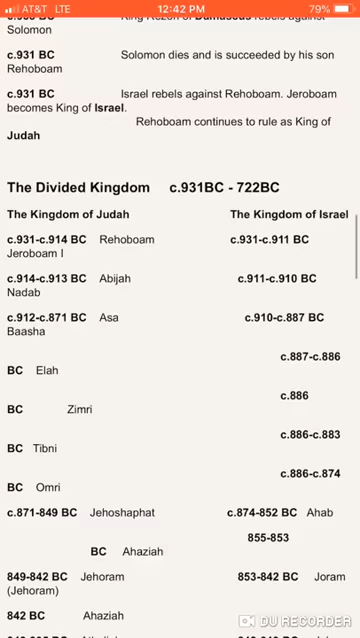 AT&T LTE 12:42 PM 79%
King Rezon of Damascus rebels against
Solomon
c.931 BC Solomon dies and is succeeded by his son
Rehoboam
c.931 BC Israel rebels against Rehoboam. Jeroboam
becomes King of Israel.
Rehoboam continues to rule as King of
Judah
The Divided Kingdom c.931BC - 722BC
The Kingdom of Judah The Kingdom of Israel
c.931-c.914 BC Rehoboam c.931-c.911 BC
Jeroboam I
c.914-c.913 BC Abijah c.911-c.910 BC
Nadab
c.912-c.871 BC Asa c.910-c.887 BC
Baasha
c.887-c.886
BC Elah
c.886
BC Zimri
c.886-c.883
BC Tibni
c.886-c.874
BC Omri
c.871-849 BC Jehoshaphat c.874-852 BC Ahab
855-853
BC Ahaziah
849-842 BC Jehoram 853-842 BC Joram
(Jehoram)
842 BC Ahaziah
DU RECORDER